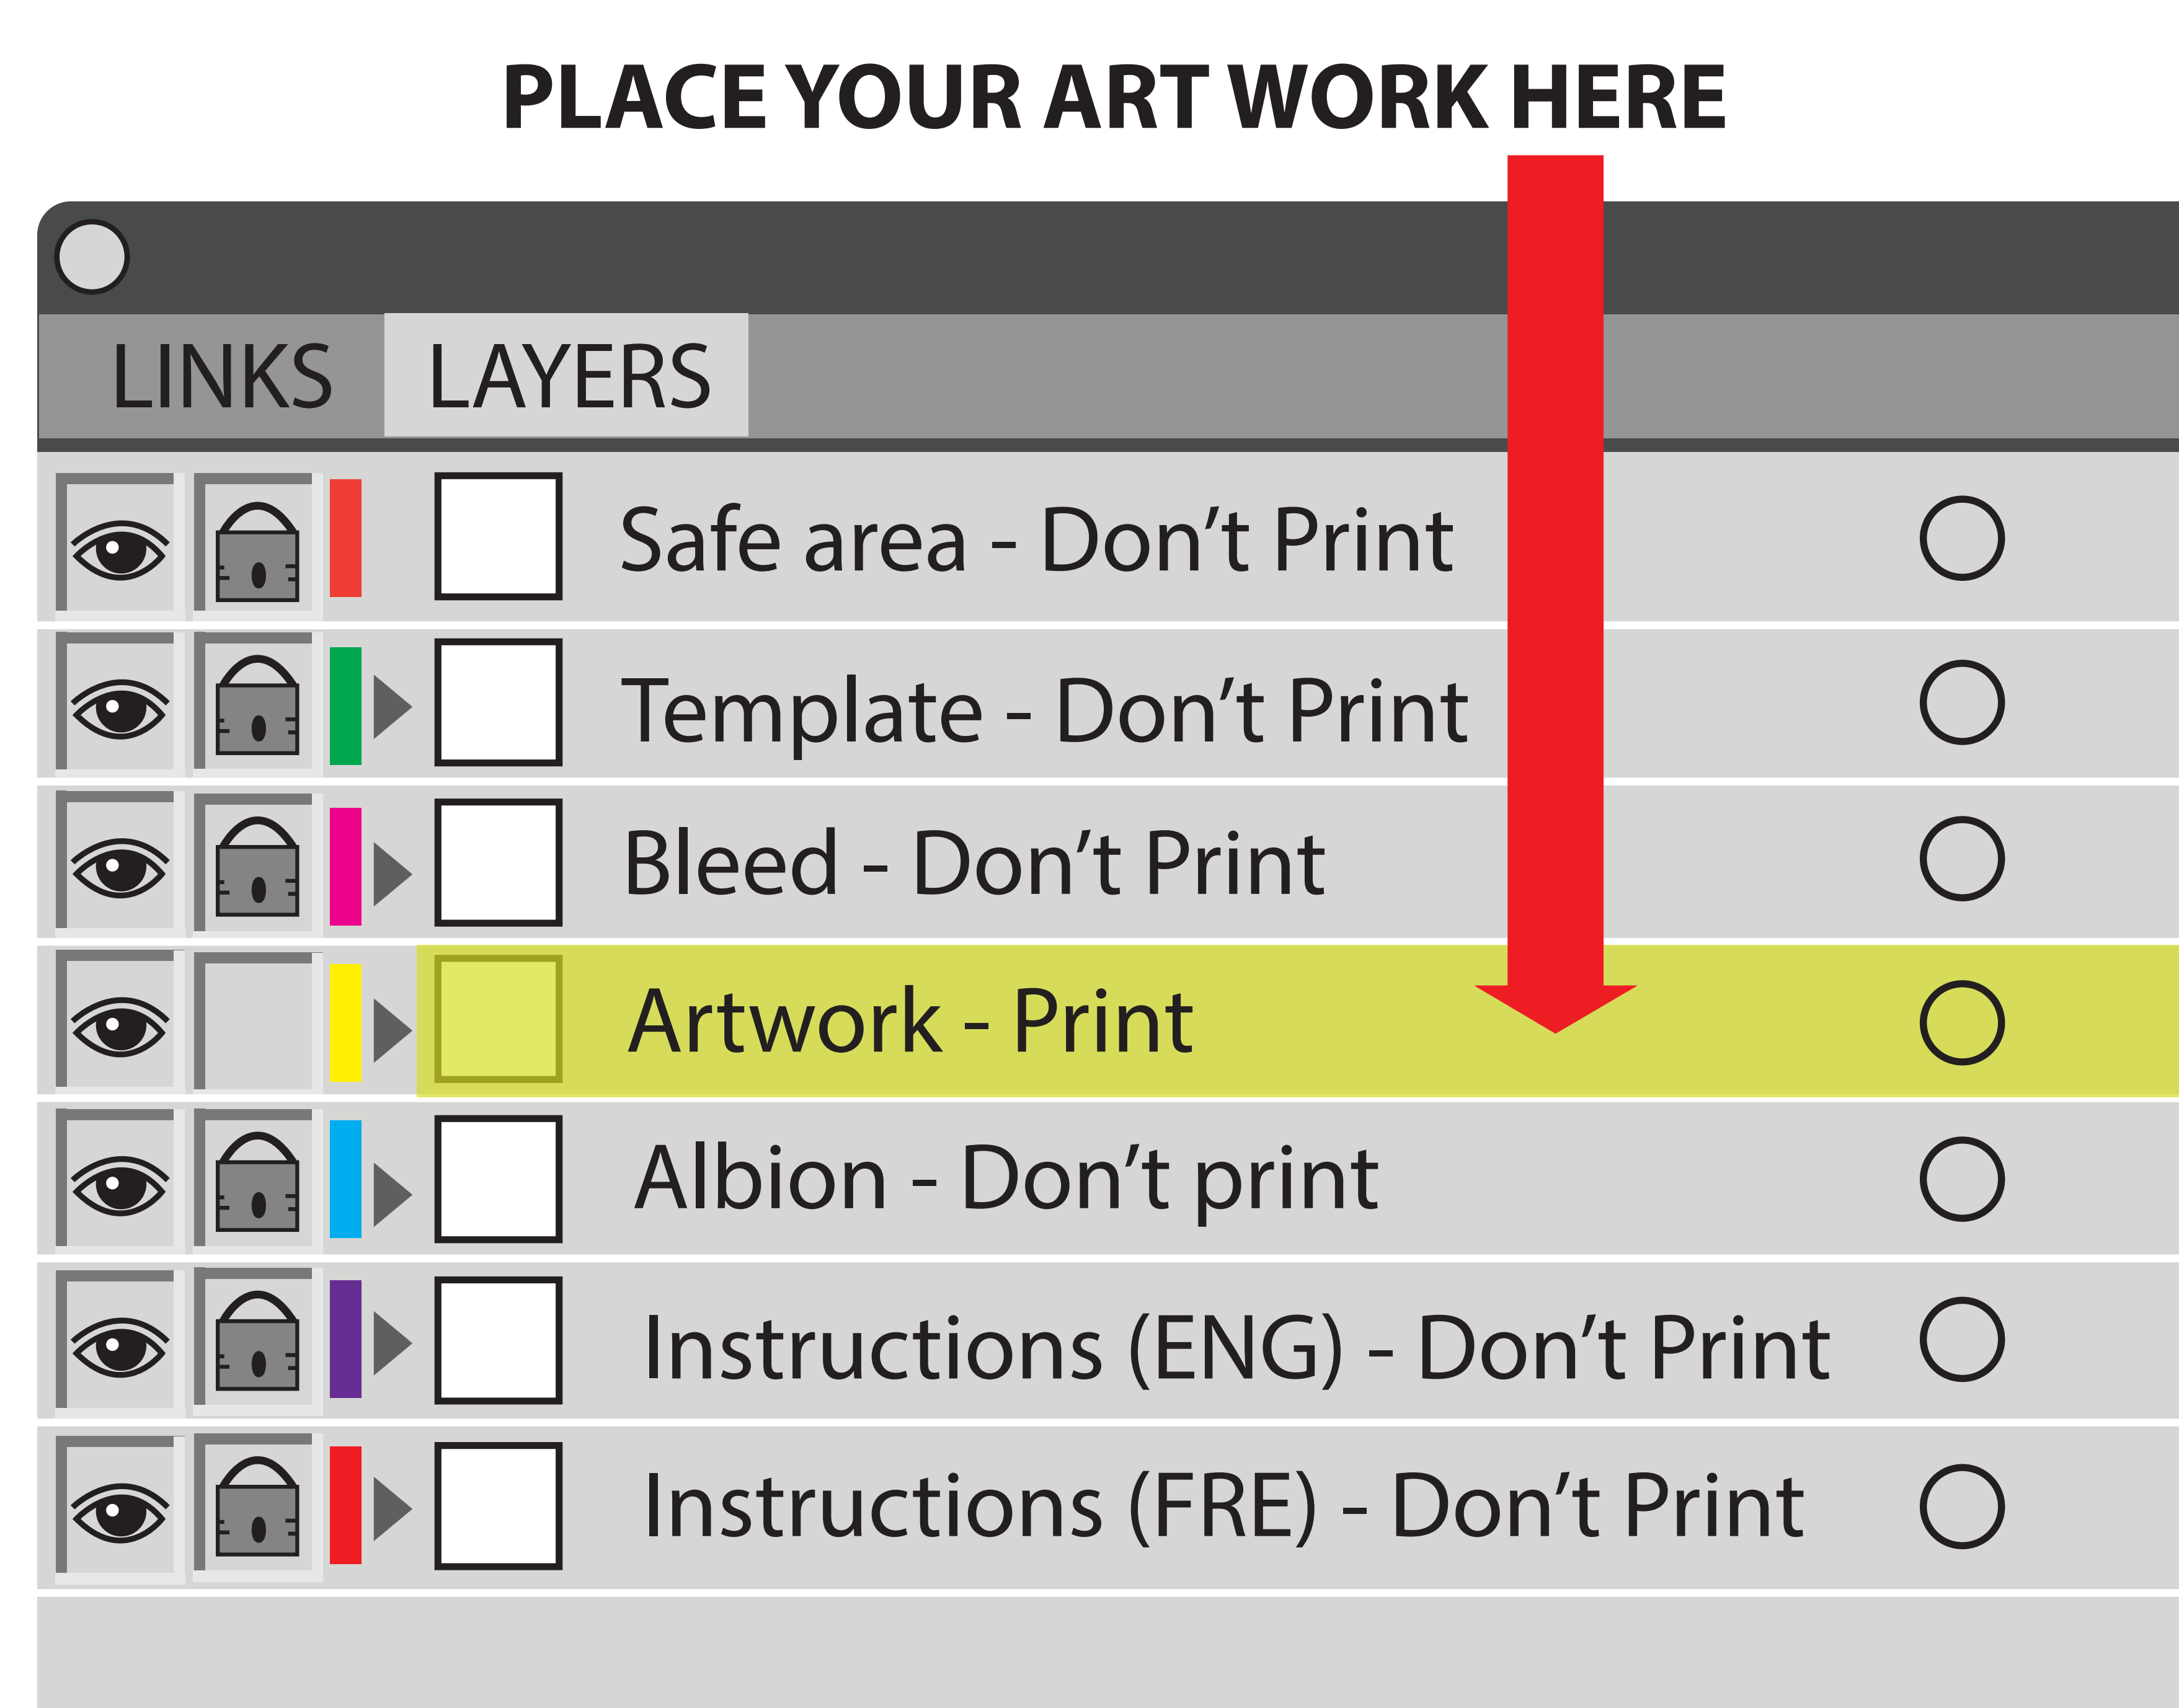 PLACE YOUR ART WORK HERE
LINKS LAYERS
Safe area - Don’t Print
Template - Don’t Print
Bleed - Don’t Print
Artwork - Print
Albion - Don’t print
Instructions (ENG) - Don’t Print
Instructions (FRE) - Don’t Print